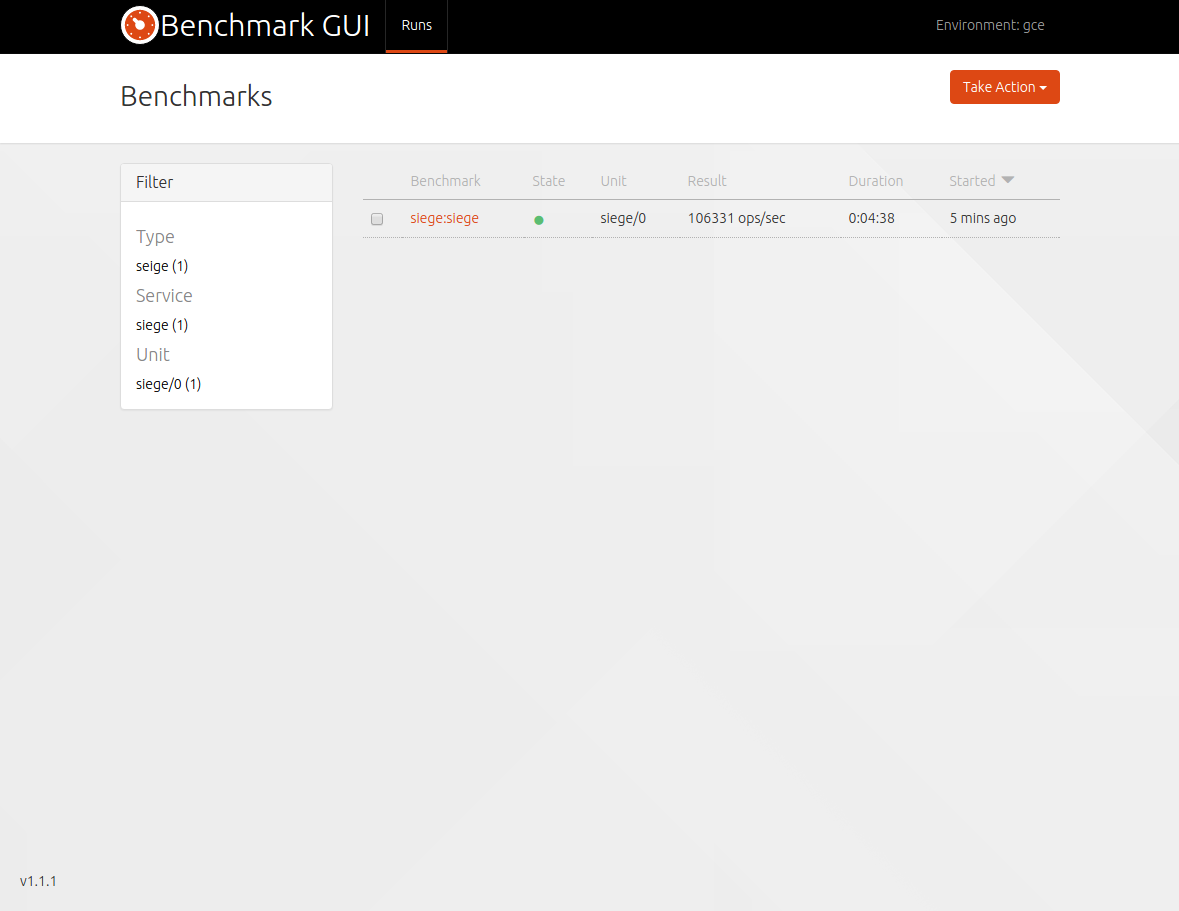 Benchmark GUI
Runs
Environment: gce
Benchmarks
Take Action
Filter
Type
seige (1)
Service
siege (1)
Unit
siege/0 (1)
Benchmark State Unit Result Duration Started
siege:siege siege/0 106331 ops/sec 0:04:38 5 mins ago
v1.1.1